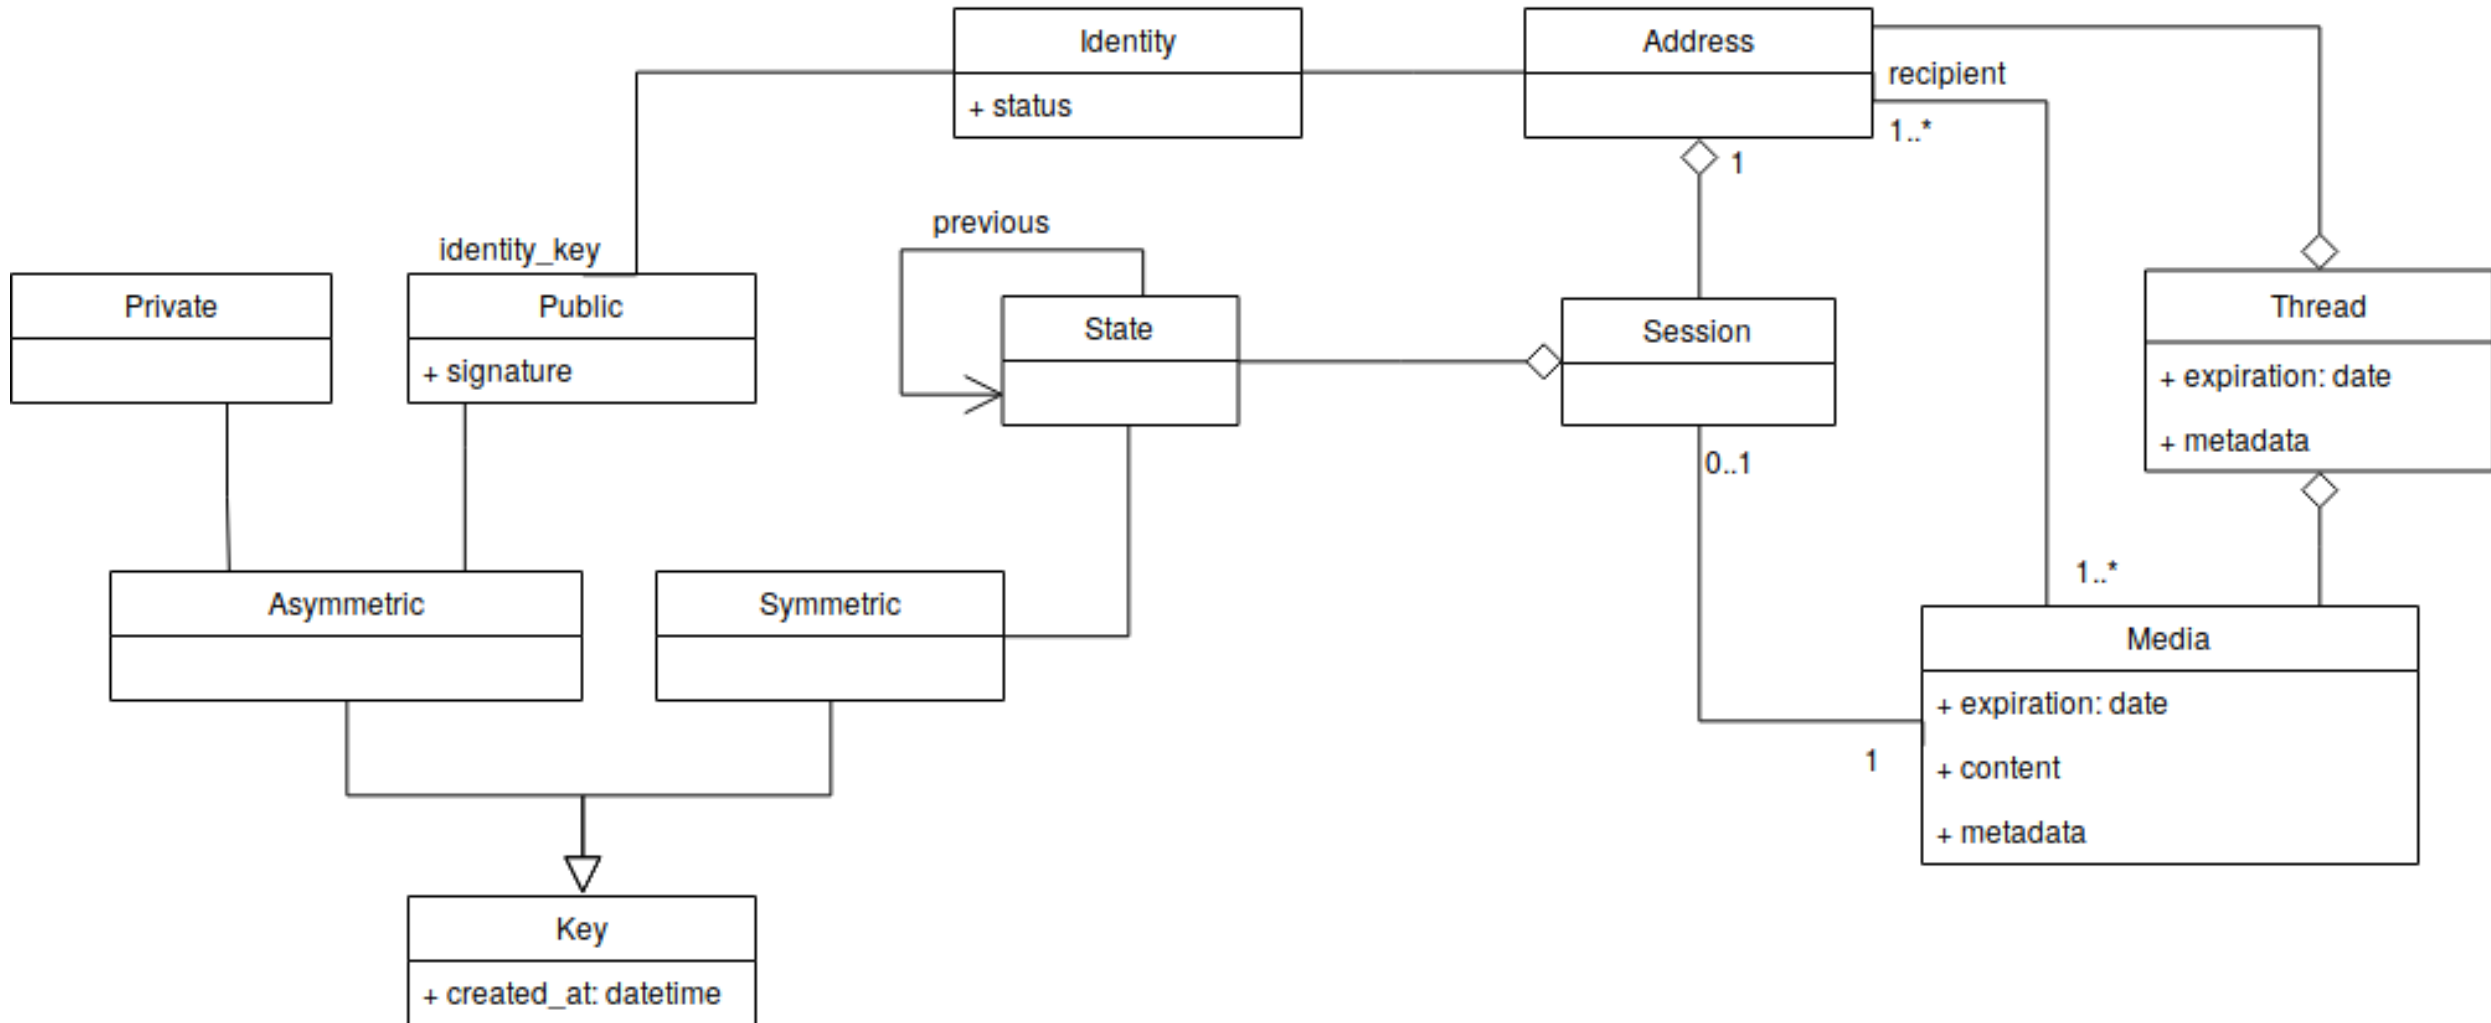 Identity
+ status
Address
recipient
1..*
1
previous
identity_key
Private
Public
+ signature
State
Session
0..1
Thread
+ expiration: date
+ metadata
Asymmetric
Symmetric
1..*
Media
+ expiration: date
+ content
+ metadata
1
Key
+ created_at: datetime